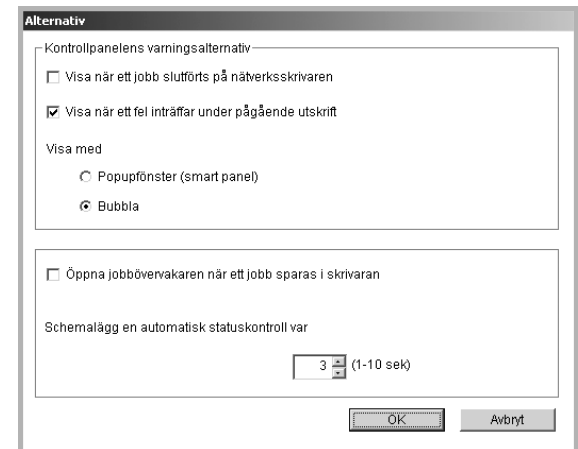 Alternativ
Kontrollpanelens varningsalternativ
Visa när ett jobb slutförts på nätverksskrivaren
Visa när ett fel inträffar under pågående utskrift
Visa med
Popupfönster (smart panel)
Bubbla
Öppna jobbövervakaren när ett jobb sparas i skrivaran
Schemalägg en automatisk statuskontroll var
3 (1-10 sek)
OK Avbryt